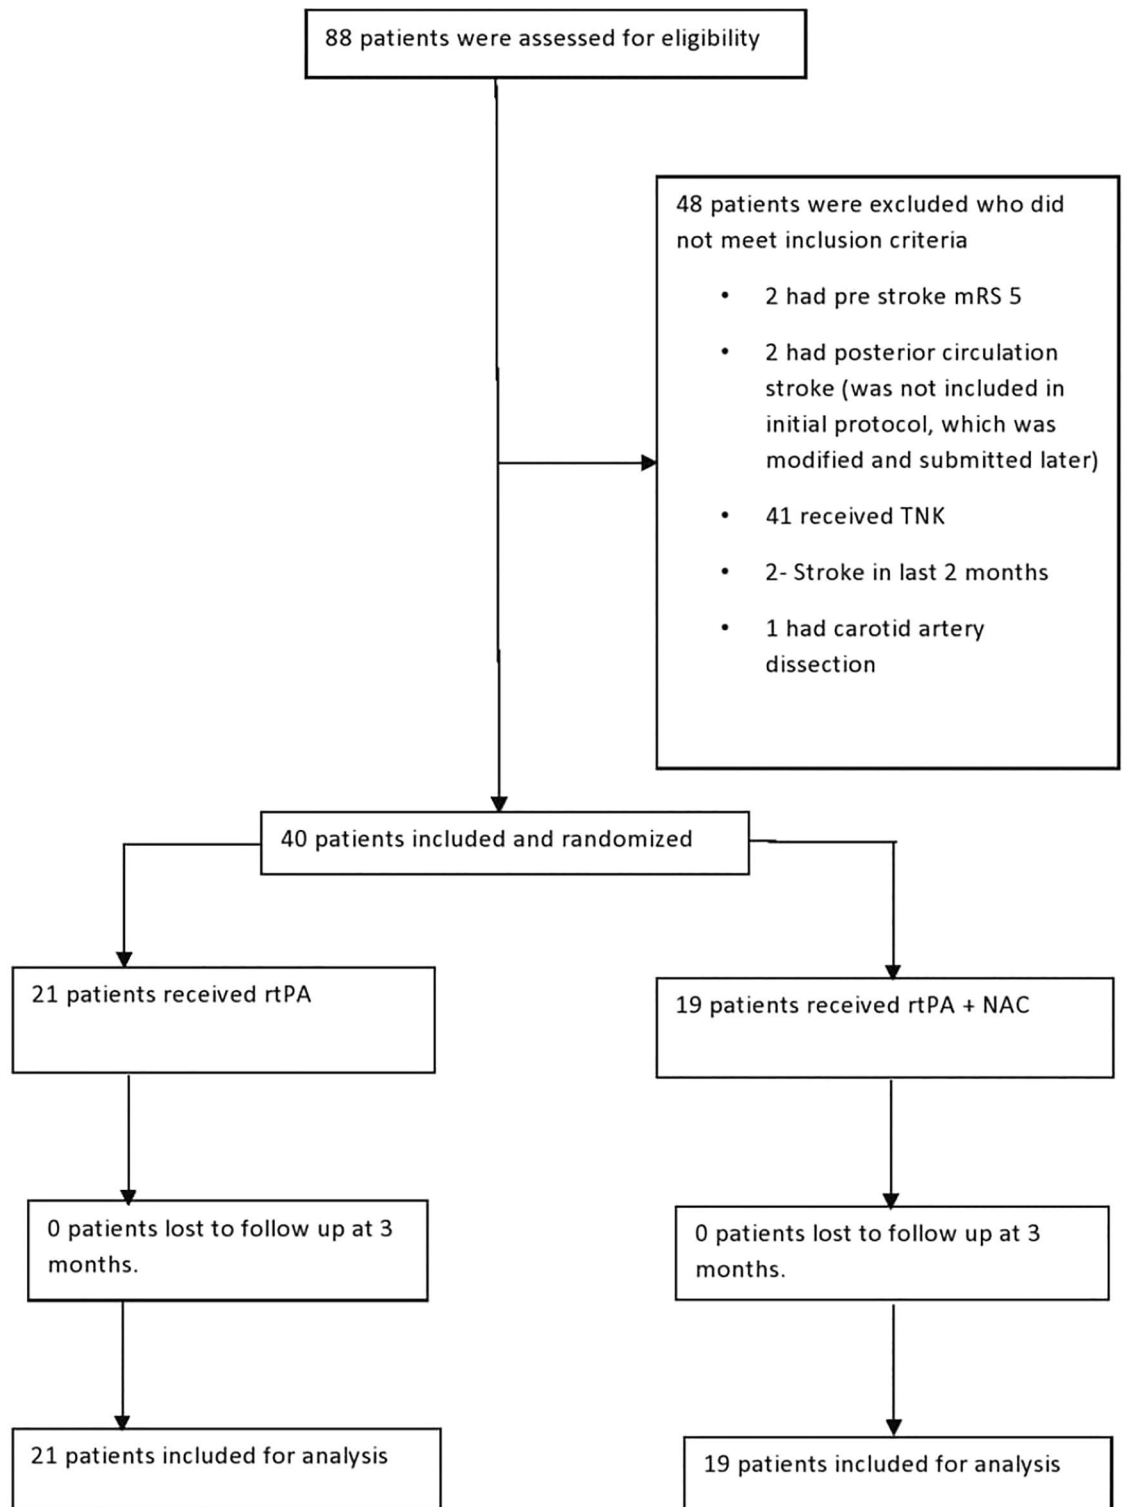 88 patients were assessed for eligibility
48 patients were excluded who did
not meet inclusion criteria
• 2 had pre stroke mRS 5
• 2 had posterior circulation
stroke (was not included in
initial protocol, which was
modified and submitted later)
• 41 received TNK
• 2- Stroke in last 2 months
• 1 had carotid artery
dissection
40 patients included and randomized
21 patients received rtPA
19 patients received rtPA + NAC
0 patients lost to follow up at 3
months.
0 patients lost to follow up at 3
months.
21 patients included for analysis
19 patients included for analysis